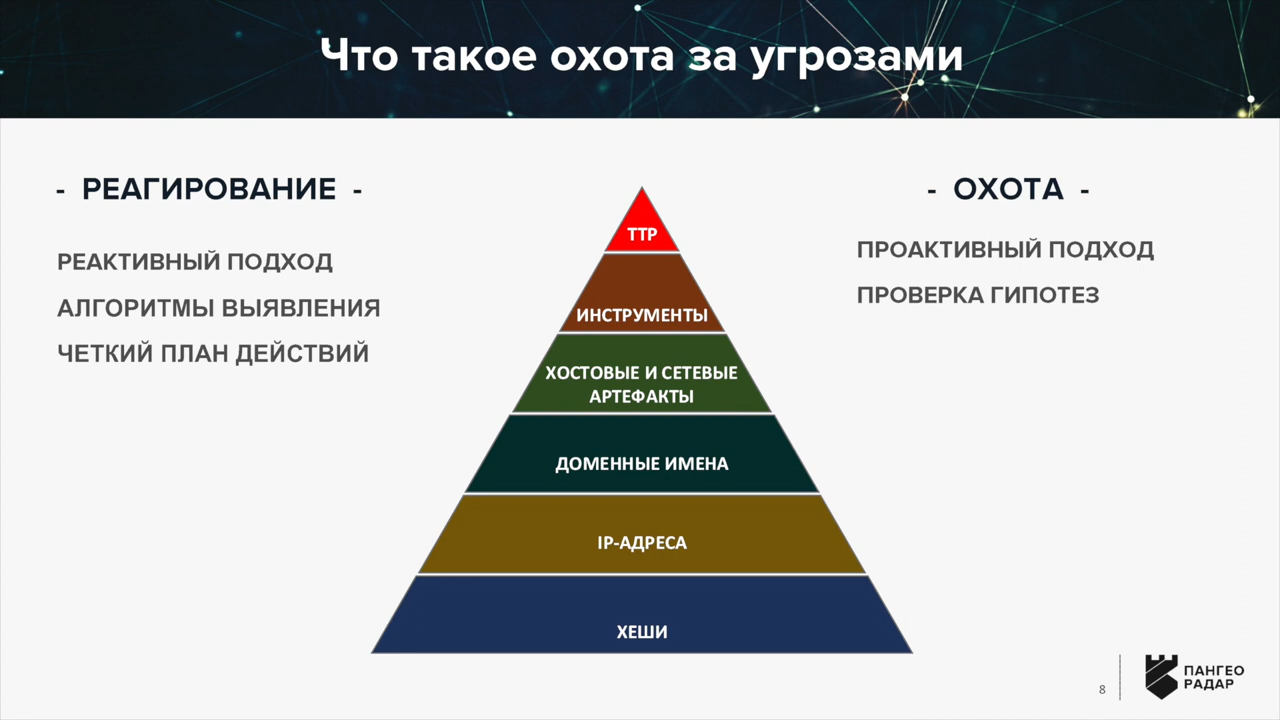 Что такое охота за угрозами
- РЕАГИРОВАНИЕ -
РЕАКТИВНЫЙ ПОДХОД
АЛГОРИТМЫ ВЫЯВЛЕНИЯ
ЧЕТКИЙ ПЛАН ДЕЙСТВИЙ
TTP
ИНСТРУМЕНТЫ
ХОСТОВЫЕ И СЕТЕВЫЕ
АРТЕФАКТЫ
ДОМЕННЫЕ ИМЕНА
IP-АДРЕСА
ХЕШИ
- ОХОТА -
ПРОАКТИВНЫЙ ПОДХОД
ПРОВЕРКА ГИПОТЕЗ
8
ПАНГЕО
РАДАР